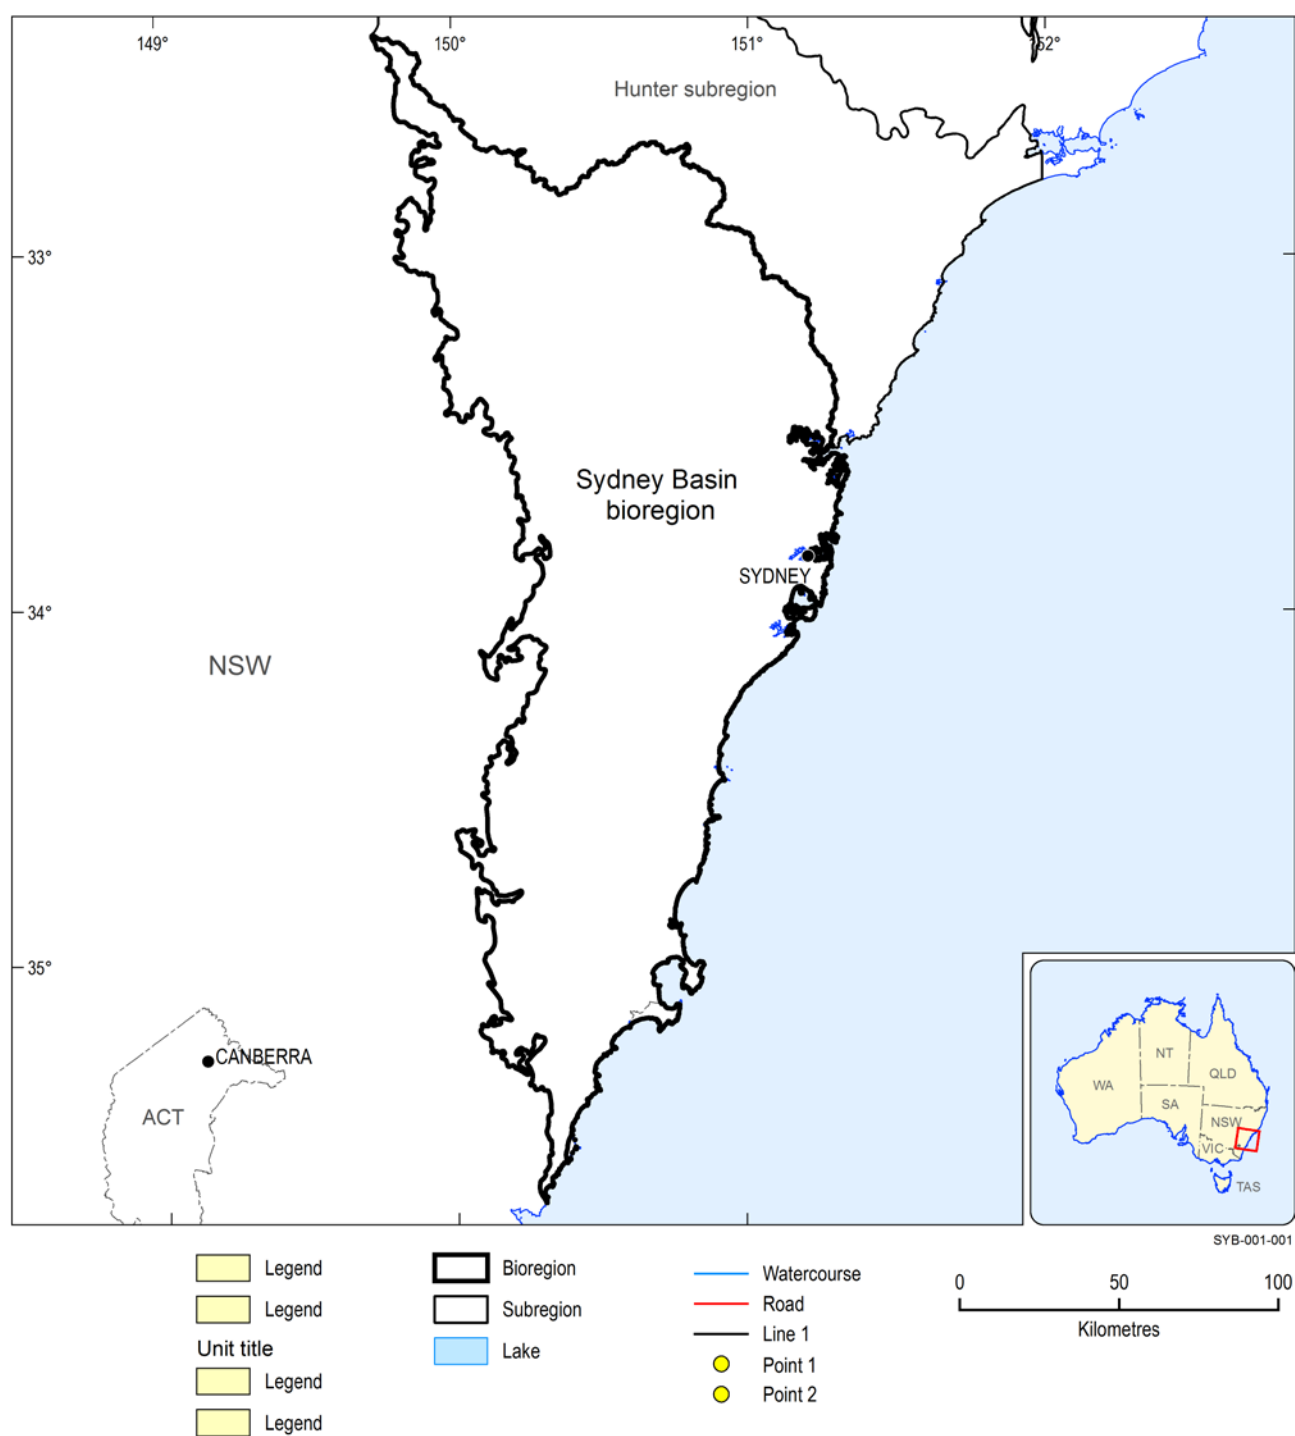 149°
150°
151°
152°
Hunter subregion
33°
Sydney Basin
bioregion
SYDNEY
34°
NSW
35°
CANBERRA
ACT
NT
WA
QLD
SA
NSW
VIC
TAS
SYB-001-001
Legend
Legend
Unit title
Legend
Legend
Bioregion
Subregion
Lake
Watercourse
Road
Line 1
Point 1
Point 2
0 50 100
Kilometres